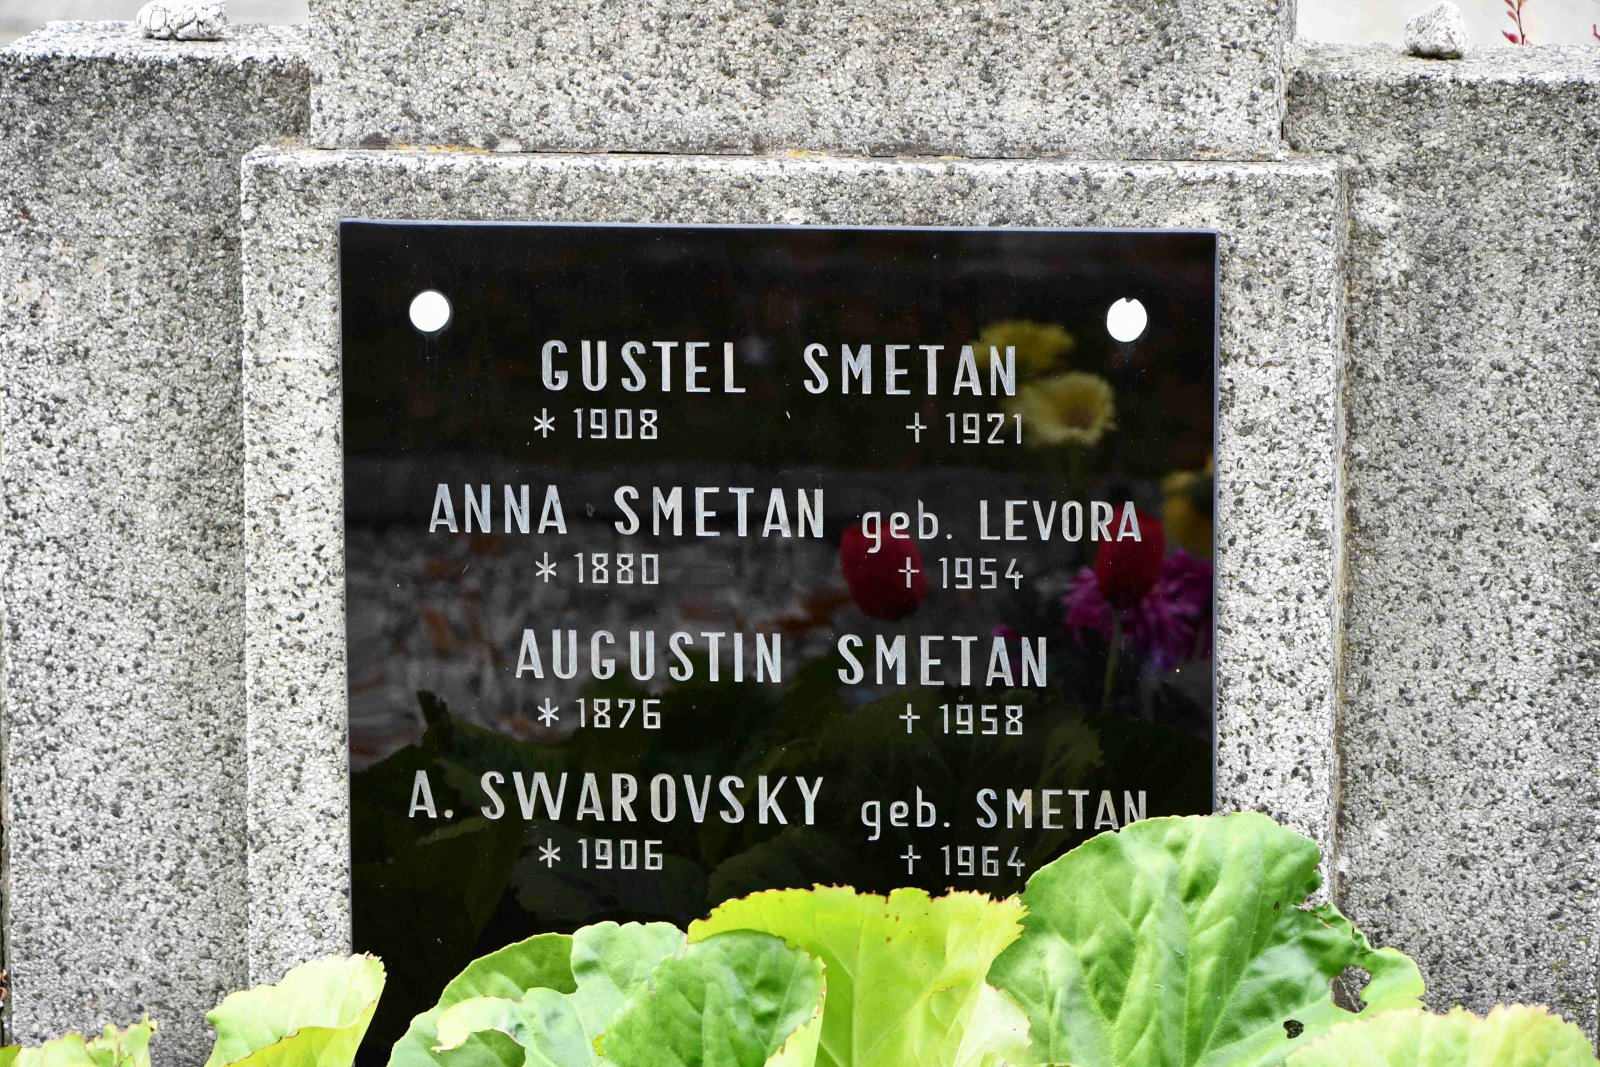 GUSTEL SMETAN
* 1908 † 1921
ANNA SMETAN geb. LEVORA
* 1880 † 1954
AUGUSTIN SMETAN
* 1876 † 1958
A. SWAROVSKY geb. SMETAN
* 1906 † 1964